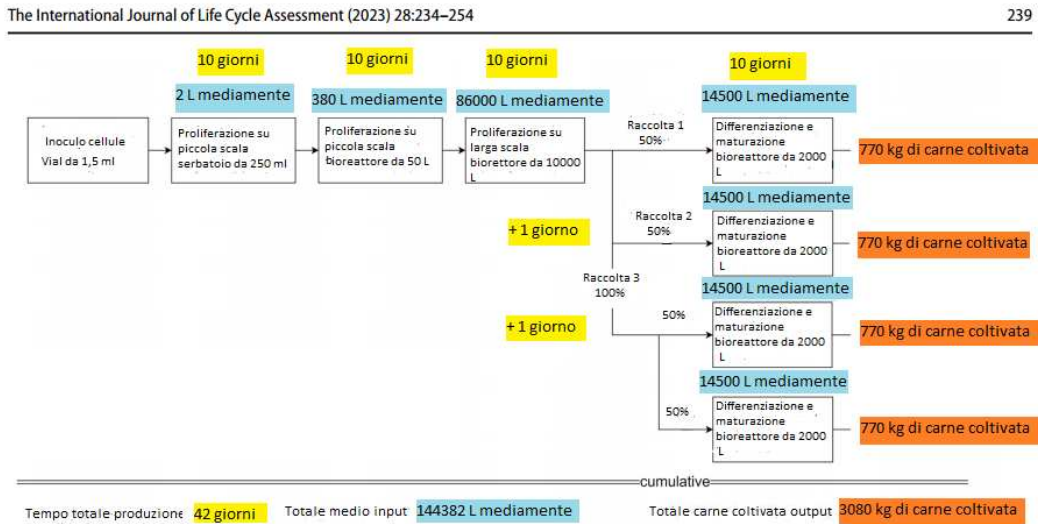 The International Journal of Life Cycle Assessment (2023) 28:234–254
239
10 giorni
10 giorni
10 giorni
10 giorni
2 L mediamente
380 L mediamente
86000 L mediamente
14500 L mediamente
Inoculo cellule
Vial da 1,5 ml
Proliferazione su
piccola scala
serbatoio da 250 ml
Proliferazione su
piccola scala
bioreattore da 50 L
Proliferazione su
larga scala
biorettore da 10000
L
Raccolta 1
50%
Differenziazione e
maturazione
bioreattore da 2000
L
770 kg di carne coltivata
14500 L mediamente
+ 1 giorno
Raccolta 2
50%
Differenziazione e
maturazione
bioreattore da 2000
L
770 kg di carne coltivata
Raccolta 3
100%
14500 L mediamente
+ 1 giorno
50%
Differenziazione e
maturazione
bioreattore da 2000
L
770 kg di carne coltivata
14500 L mediamente
50%
Differenziazione e
maturazione
bioreattore da 2000
L
770 kg di carne coltivata
cumulative
Tempo totale produzione 42 giorni
Totale medio input 144382 L mediamente
Totale carne coltivata output 3080 kg di carne coltivata